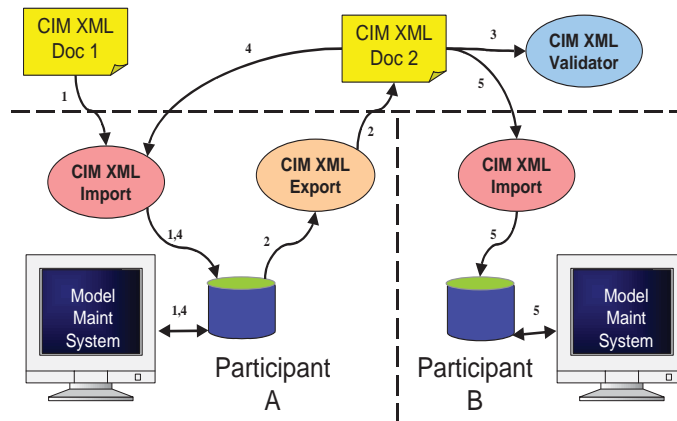 CIM XML
Doc 1
4
CIM XML
Doc 2
3
CIM XML
Validator
1
5
2
CIM XML
Import
CIM XML
Export
CIM XML
Import
1,4
2
5
Model
Maint
System
1,4
5
Model
Maint
System
Participant
A
Participant
B